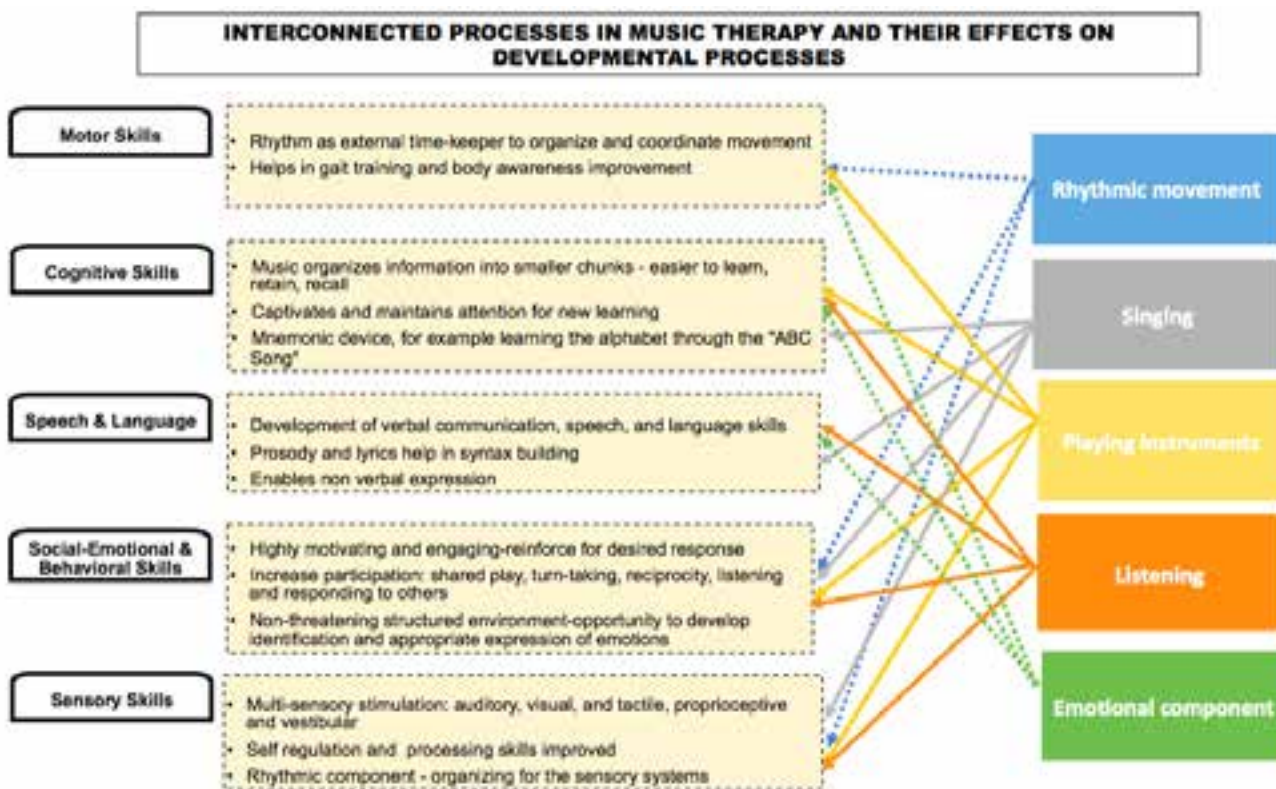 INTERCONNECTED PROCESSES IN MUSIC THERAPY AND THEIR EFFECTS ON
DEVELOPMENTAL PROCESSES
Motor Skills
• Rhythm as external time-keeper to organize and coordinate movement
• Helps in gait training and body awareness improvement
Cognitive Skills
• Music organizes information into smaller chunks - easier to learn,
retain, recall
• Captivates and maintains attention for new learning
• Mnemonic device, for example learning the alphabet through the "ABC
Song"
Speech & Language
• Development of verbal communication, speech, and language skills
• Prosody and lyrics help in syntax building
• Enables non verbal expression
Social-Emotional &
Behavioral Skills
• Highly motivating and engaging-reinforce for desired response
• Increase participation: shared play, turn-taking, reciprocity, listening
and responding to others
• Non-threatening structured environment-opportunity to develop
identification and appropriate expression of emotions
Sensory Skills
• Multi-sensory stimulation: auditory, visual, and tactile, proprioceptive
and vestibular
• Self regulation and processing skills improved
• Rhythmic component - organizing for the sensory systems
Rhythmic movement
Singing
Playing Instruments
Listening
Emotional component